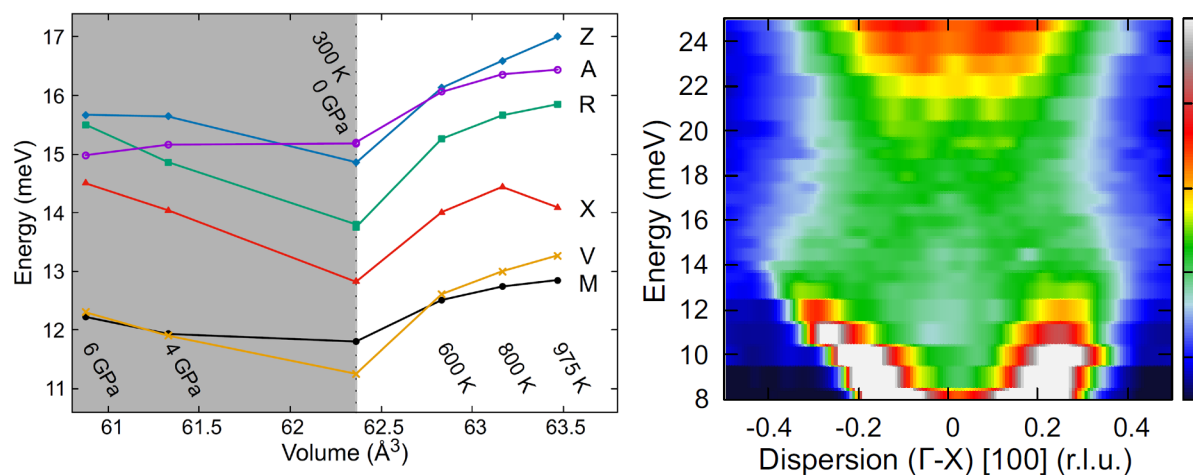 17
16
15
14
13
12
11
Energy (meV)
300 K
0 GPa
Z
A
R
X
V
M
6 GPa
4 GPa
600 K
800 K
975 K
61
61.5
62
62.5
63
63.5
Volume (Å³)
24
22
20
18
16
14
12
10
8
Energy (meV)
-0.4
-0.2
0
0.2
0.4
Dispersion (Γ-X) [100] (r.l.u.)